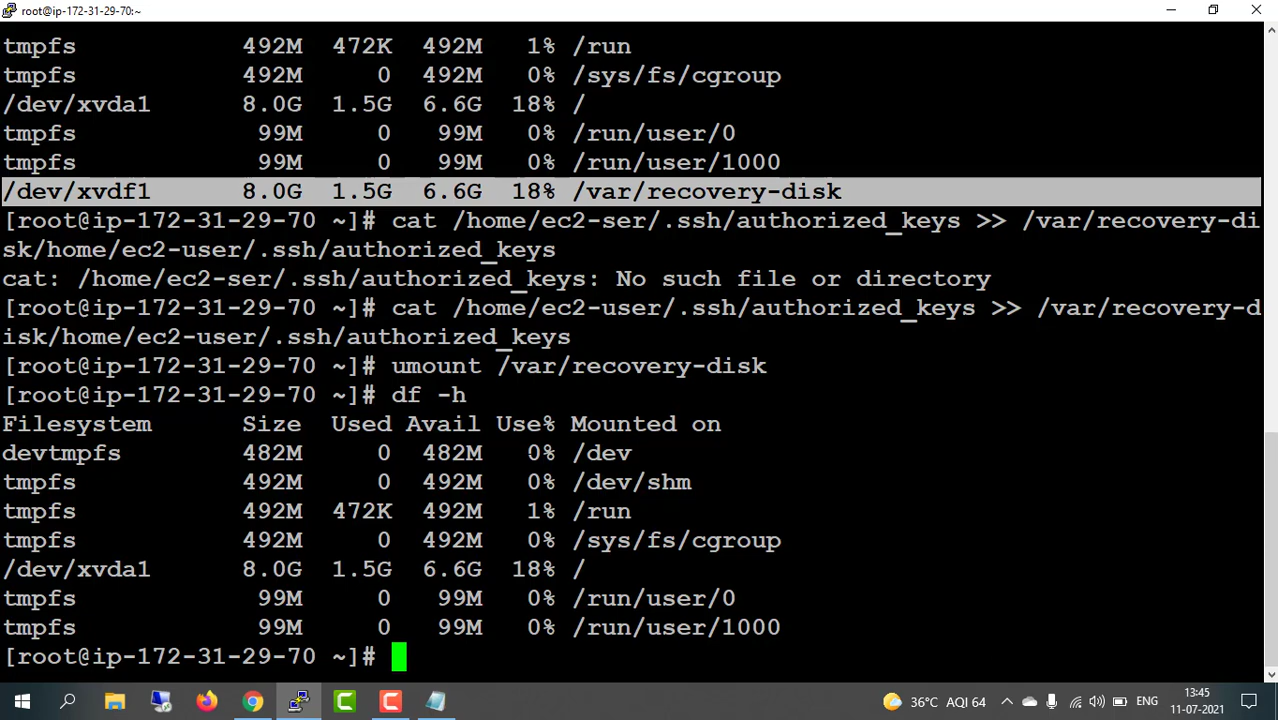 root@ip-172-31-29-70:~
tmpfs 492M 472K 492M 1% /run
tmpfs 492M 0 492M 0% /sys/fs/cgroup
/dev/xvda1 8.0G 1.5G 6.6G 18% /
tmpfs 99M 0 99M 0% /run/user/0
tmpfs 99M 0 99M 0% /run/user/1000
/dev/xvdf1 8.0G 1.5G 6.6G 18% /var/recovery-disk
[root@ip-172-31-29-70 ~]# cat /home/ec2-ser/.ssh/authorized_keys >> /var/recovery-di
sk/home/ec2-user/.ssh/authorized_keys
cat: /home/ec2-ser/.ssh/authorized_keys: No such file or directory
[root@ip-172-31-29-70 ~]# cat /home/ec2-user/.ssh/authorized_keys >> /var/recovery-d
isk/home/ec2-user/.ssh/authorized_keys
[root@ip-172-31-29-70 ~]# umount /var/recovery-disk
[root@ip-172-31-29-70 ~]# df -h
Filesystem Size Used Avail Use% Mounted on
devtmpfs 482M 0 482M 0% /dev
tmpfs 492M 0 492M 0% /dev/shm
tmpfs 492M 472K 492M 1% /run
tmpfs 492M 0 492M 0% /sys/fs/cgroup
/dev/xvda1 8.0G 1.5G 6.6G 18% /
tmpfs 99M 0 99M 0% /run/user/0
tmpfs 99M 0 99M 0% /run/user/1000
[root@ip-172-31-29-70 ~]#
36°C AQI 64 ENG 13:45
11-07-2021